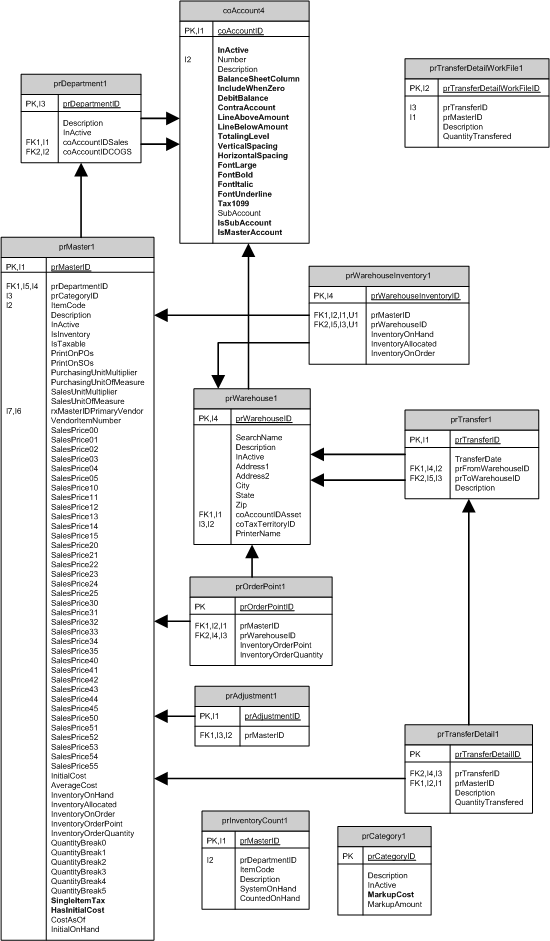 coAccount4
PK,I1 coAccountID
InActive
I2 Number
Description
BalanceSheetColumn
IncludeWhenZero
DebitBalance
ContraAccount
LineAboveAmount
LineBelowAmount
TotalingLevel
VerticalSpacing
HorizontalSpacing
FontLarge
FontBold
FontItalic
FontUnderline
Tax1099
SubAccount
IsSubAccount
IsMasterAccount
prDepartment1
PK,I3 prDepartmentID
Description
InActive
FK1,I1 coAccountIDSales
FK2,I2 coAccountIDCOGS
prTransferDetailWorkFile1
PK,I2 prTransferDetailWorkFileID
I3 prTransferID
I1 prMasterID
Description
QuantityTransfered
prMaster1
PK,I1 prMasterID
FK1,I5,I4 prDepartmentID
I3 prCategoryID
I2 ItemCode
Description
InActive
IsInventory
IsTaxable
PrintOnPOs
PrintOnSOs
PurchasingUnitMultiplier
PurchasingUnitOfMeasure
SalesUnitMultiplier
SalesUnitOfMeasure
I7,I6 rxMasterIDPrimaryVendor
VendorItemNumber
SalesPrice00
SalesPrice01
SalesPrice02
SalesPrice03
SalesPrice04
SalesPrice05
SalesPrice10
SalesPrice11
SalesPrice12
SalesPrice13
SalesPrice14
SalesPrice15
SalesPrice20
SalesPrice21
SalesPrice22
SalesPrice23
SalesPrice24
SalesPrice25
SalesPrice30
SalesPrice31
SalesPrice32
SalesPrice33
SalesPrice34
SalesPrice35
SalesPrice40
SalesPrice41
SalesPrice42
SalesPrice43
SalesPrice44
SalesPrice45
SalesPrice50
SalesPrice51
SalesPrice52
SalesPrice53
SalesPrice54
SalesPrice55
InitialCost
AverageCost
InventoryOnHand
InventoryAllocated
InventoryOnOrder
InventoryOrderPoint
InventoryOrderQuantity
QuantityBreak0
QuantityBreak1
QuantityBreak2
QuantityBreak3
QuantityBreak4
QuantityBreak5
SingleItemTax
HasInitialCost
CostAsOf
InitialOnHand
prWarehouseInventory1
PK,I4 prWarehouseInventoryID
FK1,I2,I1,U1 prMasterID
FK2,I5,I3,U1 prWarehouseID
InventoryOnHand
InventoryAllocated
InventoryOnOrder
prWarehouse1
PK,I4 prWarehouseID
SearchName
Description
InActive
Address1
Address2
City
State
Zip
FK1,I1 coAccountIDAsset
I3,I2 coTaxTerritoryID
PrinterName
prTransfer1
PK,I1 prTransferID
TransferDate
FK1,I4,I2 prFromWarehouseID
FK2,I5,I3 prToWarehouseID
Description
prOrderPoint1
PK prOrderPointID
FK1,I2,I1 prMasterID
FK2,I4,I3 prWarehouseID
InventoryOrderPoint
InventoryOrderQuantity
prAdjustment1
PK,I1 prAdjustmentID
FK1,I3,I2 prMasterID
prTransferDetail1
PK prTransferDetailID
FK2,I4,I3 prTransferID
FK1,I2,I1 prMasterID
Description
QuantityTransfered
prInventoryCount1
PK,I1 prMasterID
I2 prDepartmentID
ItemCode
Description
SystemOnHand
CountedOnHand
prCategory1
PK prCategoryID
Description
InActive
MarkupCost
MarkupAmount